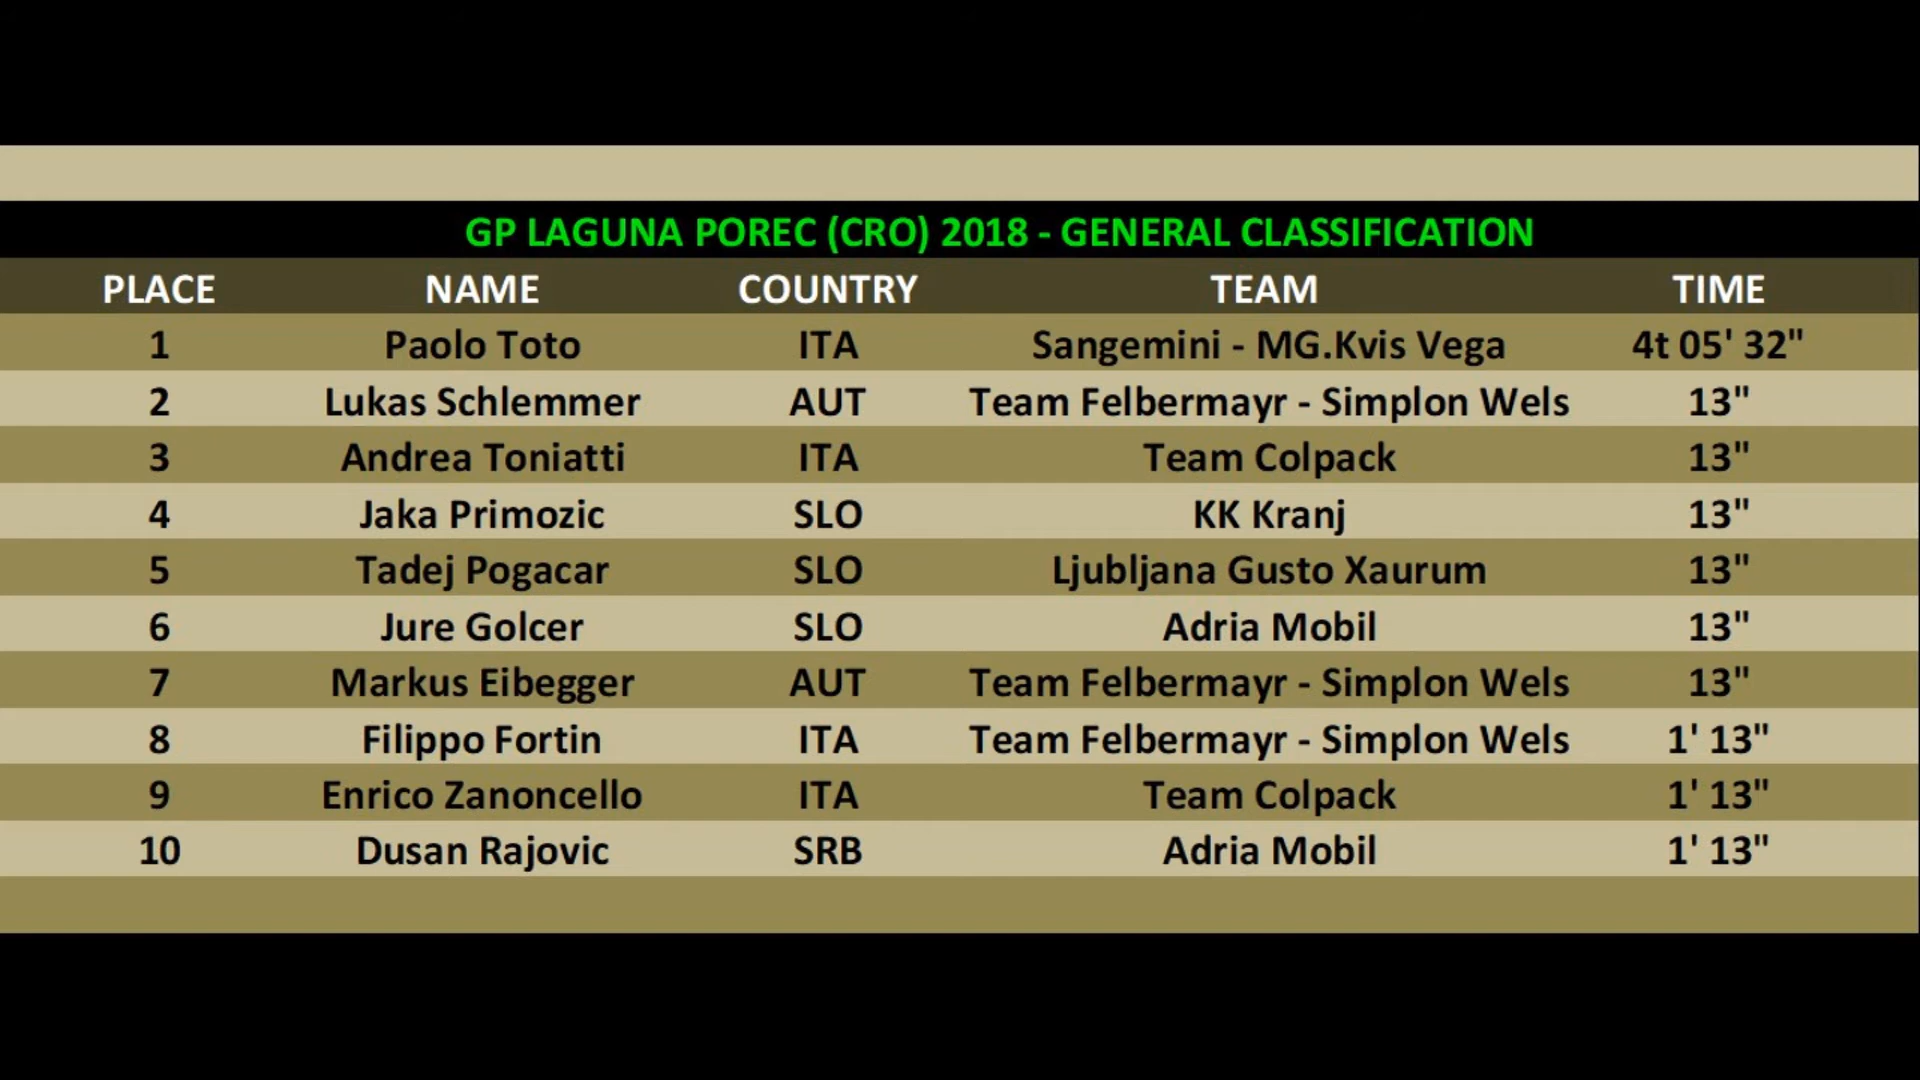 GP LAGUNA POREC (CRO) 2018 - GENERAL CLASSIFICATION
PLACE NAME COUNTRY TEAM TIME
1 Paolo Toto ITA Sangemini - MG.Kvis Vega 4t 05' 32"
2 Lukas Schlemmer AUT Team Felbermayr - Simplon Wels 13"
3 Andrea Toniatti ITA Team Colpack 13"
4 Jaka Primozic SLO KK Kranj 13"
5 Tadej Pogacar SLO Ljubljana Gusto Xaurum 13"
6 Jure Golcer SLO Adria Mobil 13"
7 Markus Eibegger AUT Team Felbermayr - Simplon Wels 13"
8 Filippo Fortin ITA Team Felbermayr - Simplon Wels 1' 13"
9 Enrico Zanoncello ITA Team Colpack 1' 13"
10 Dusan Rajovic SRB Adria Mobil 1' 13"